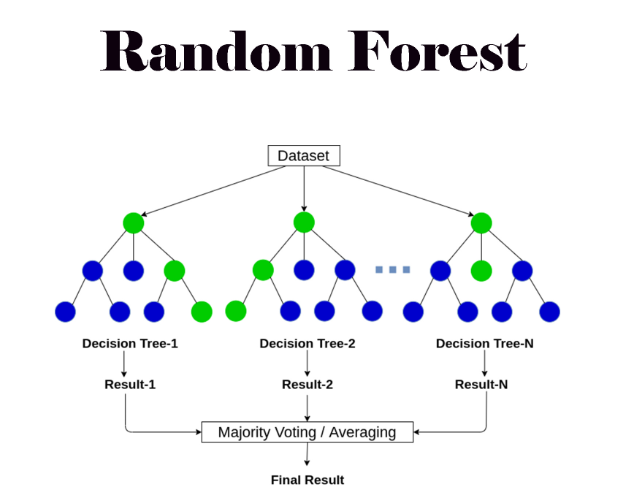 Random Forest
Dataset
Decision Tree-1
Decision Tree-2
Decision Tree-N
Result-1
Result-2
Result-N
Majority Voting / Averaging
Final Result